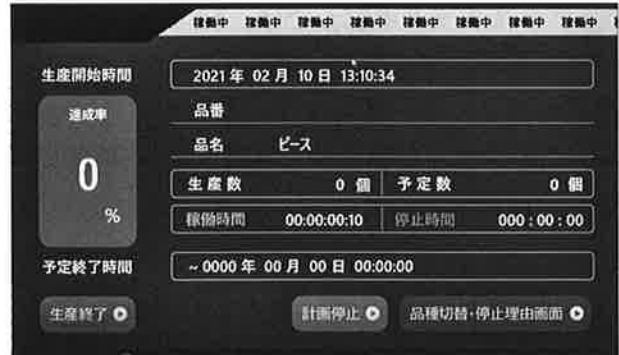 稼働中 稼働中 稼働中 稼働中 稼働中 稼働中 稼働中 稼働中
生産開始時間
2021 年 02 月 10 日 13:10:34
達成率
0
%
品番
品名 ピース
生産数 0 個 予定数 0 個
稼働時間 00:00:00:10 停止時間 000:00:00
予定終了時間
~ 0000 年 00 月 00 日 00:00:00
生産終了
計画停止
品種切替・停止理由画面